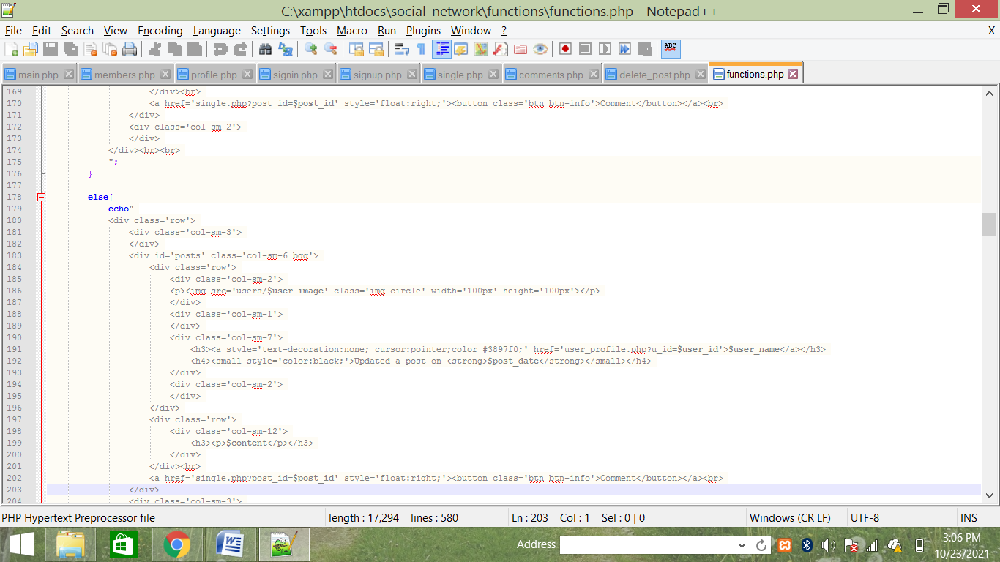 C:\xampp\htdocs\social_network\functions\functions.php - Notepad++
File Edit Search View Encoding Language Settings Tools Macro Run Plugins Window ? X
ABC
main.php members.php profile.php signin.php signup.php single.php comments.php delete_post.php functions.php
169 </div><br>
170 <a href='single.php?post_id=$post_id' style='float:right;'><button class='btn btn-info'>Comment</button></a><br>
171 </div>
172 <div class='col-sm-2'>
173 </div>
174 </div><br><br>
175 ";
176 }
177
178 else{
179 echo"
180 <div class='row'>
181 <div class='col-sm-3'>
182 </div>
183 <div id='posts' class='col-sm-6 bgg'>
184 <div class='row'>
185 <div class='col-sm-2'>
186 <p><img src='users/$user_image' class='img-circle' width='100px' height='100px'></p>
187 </div>
188 <div class='col-sm-1'>
189 </div>
190 <div class='col-sm-7'>
191 <h3><a style='text-decoration:none; cursor:pointer;color #3897f0;' href='user_profile.php?u_id=$user_id'>$user_name</a></h3>
192 <h4><small style='color:black;'>Updated a post on <strong>$post_date</strong></small></h4>
193 </div>
194 <div class='col-sm-2'>
195 </div>
196 </div>
197 <div class='row'>
198 <div class='col-sm-12'>
199 <h3><p>$content</p></h3>
200 </div>
201 </div><br>
202 <a href='single.php?post_id=$post_id' style='float:right;'><button class='btn btn-info'>Comment</button></a><br>
203 </div>
204 <div class='col-sm-3'>
PHP Hypertext Preprocessor file length : 17,294 lines : 580 Ln : 203 Col : 1 Sel : 0 | 0 Windows (CR LF) UTF-8 INS
Address
3:06 PM
10/23/2021